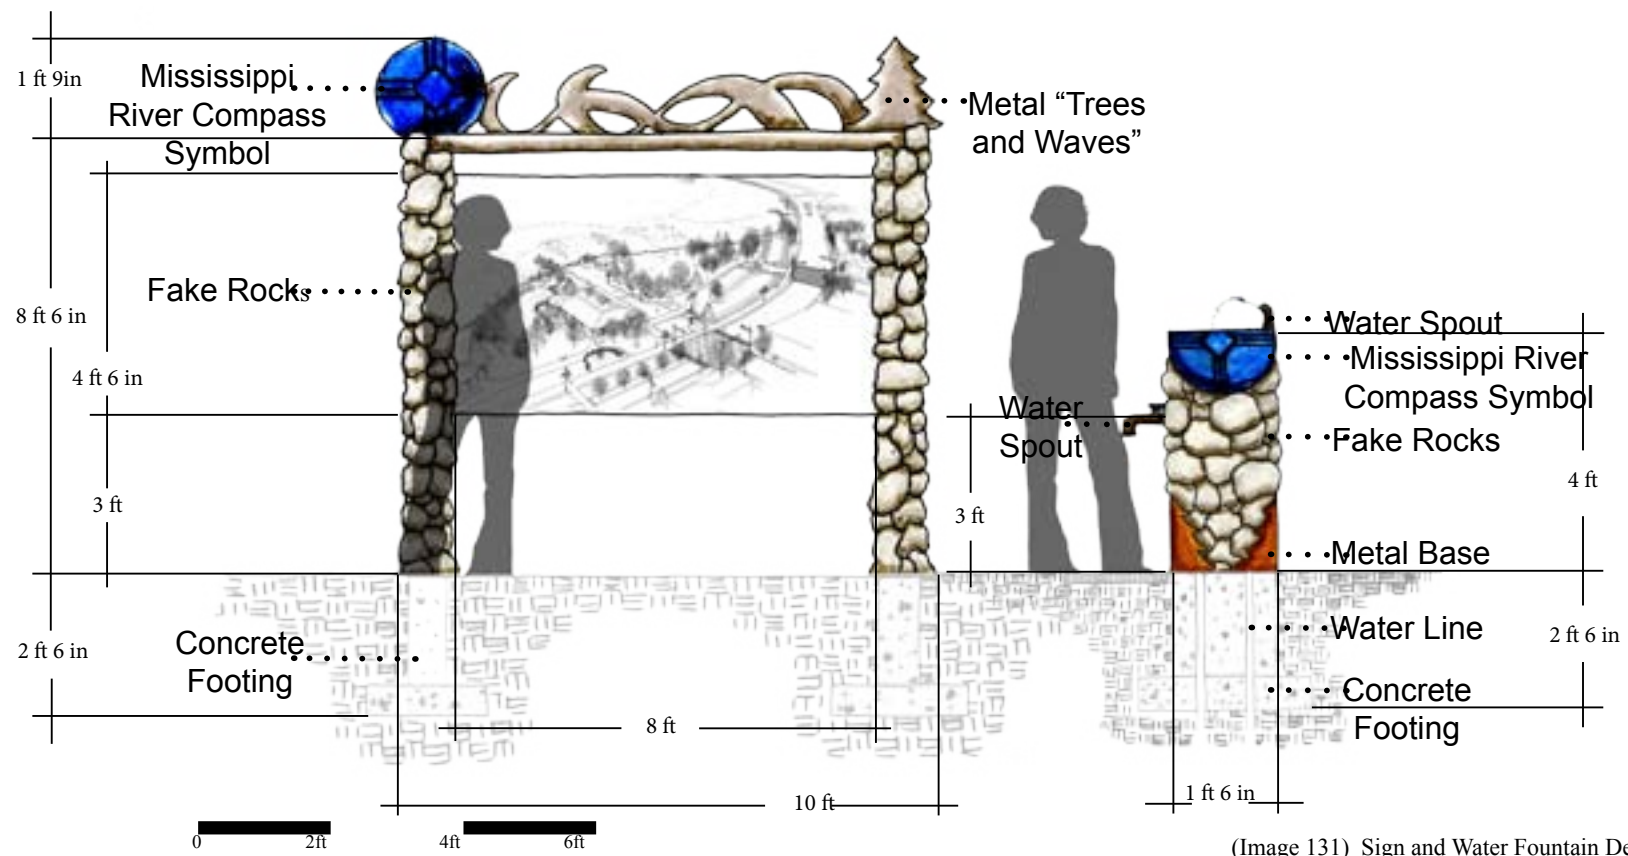 1 ft 9in
Mississippi
River Compass
Symbol
Metal “Trees
and Waves”
Fake Rocks
8 ft 6 in
4 ft 6 in
3 ft
Concrete
Footing
2 ft 6 in
8 ft
10 ft
Water
Spout
3 ft
Water Spout
Mississippi River
Compass Symbol
Fake Rocks
4 ft
Metal Base
Water Line
2 ft 6 in
Concrete
Footing
1 ft 6 in
0 2ft 4ft 6ft
(Image 131) Sign and Water Fountain De